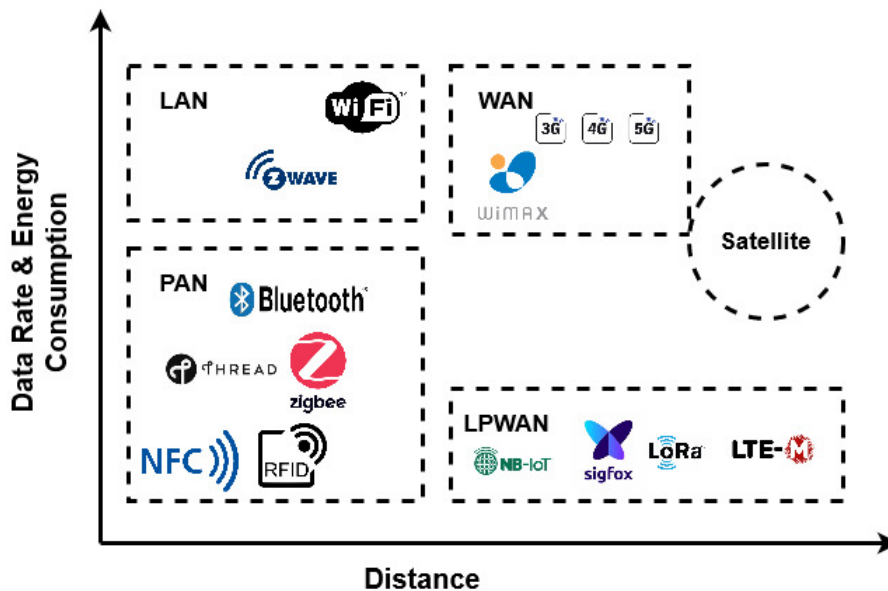 Data Rate & Energy
Consumption
LAN
WiFi
Z WAVE
WAN
3G 4G 5G
WiMAX
Satellite
PAN
Bluetooth
THREAD
zigbee
NFC
RFID
LPWAN
NB-IoT
sigfox
LoRa
LTE-M
Distance